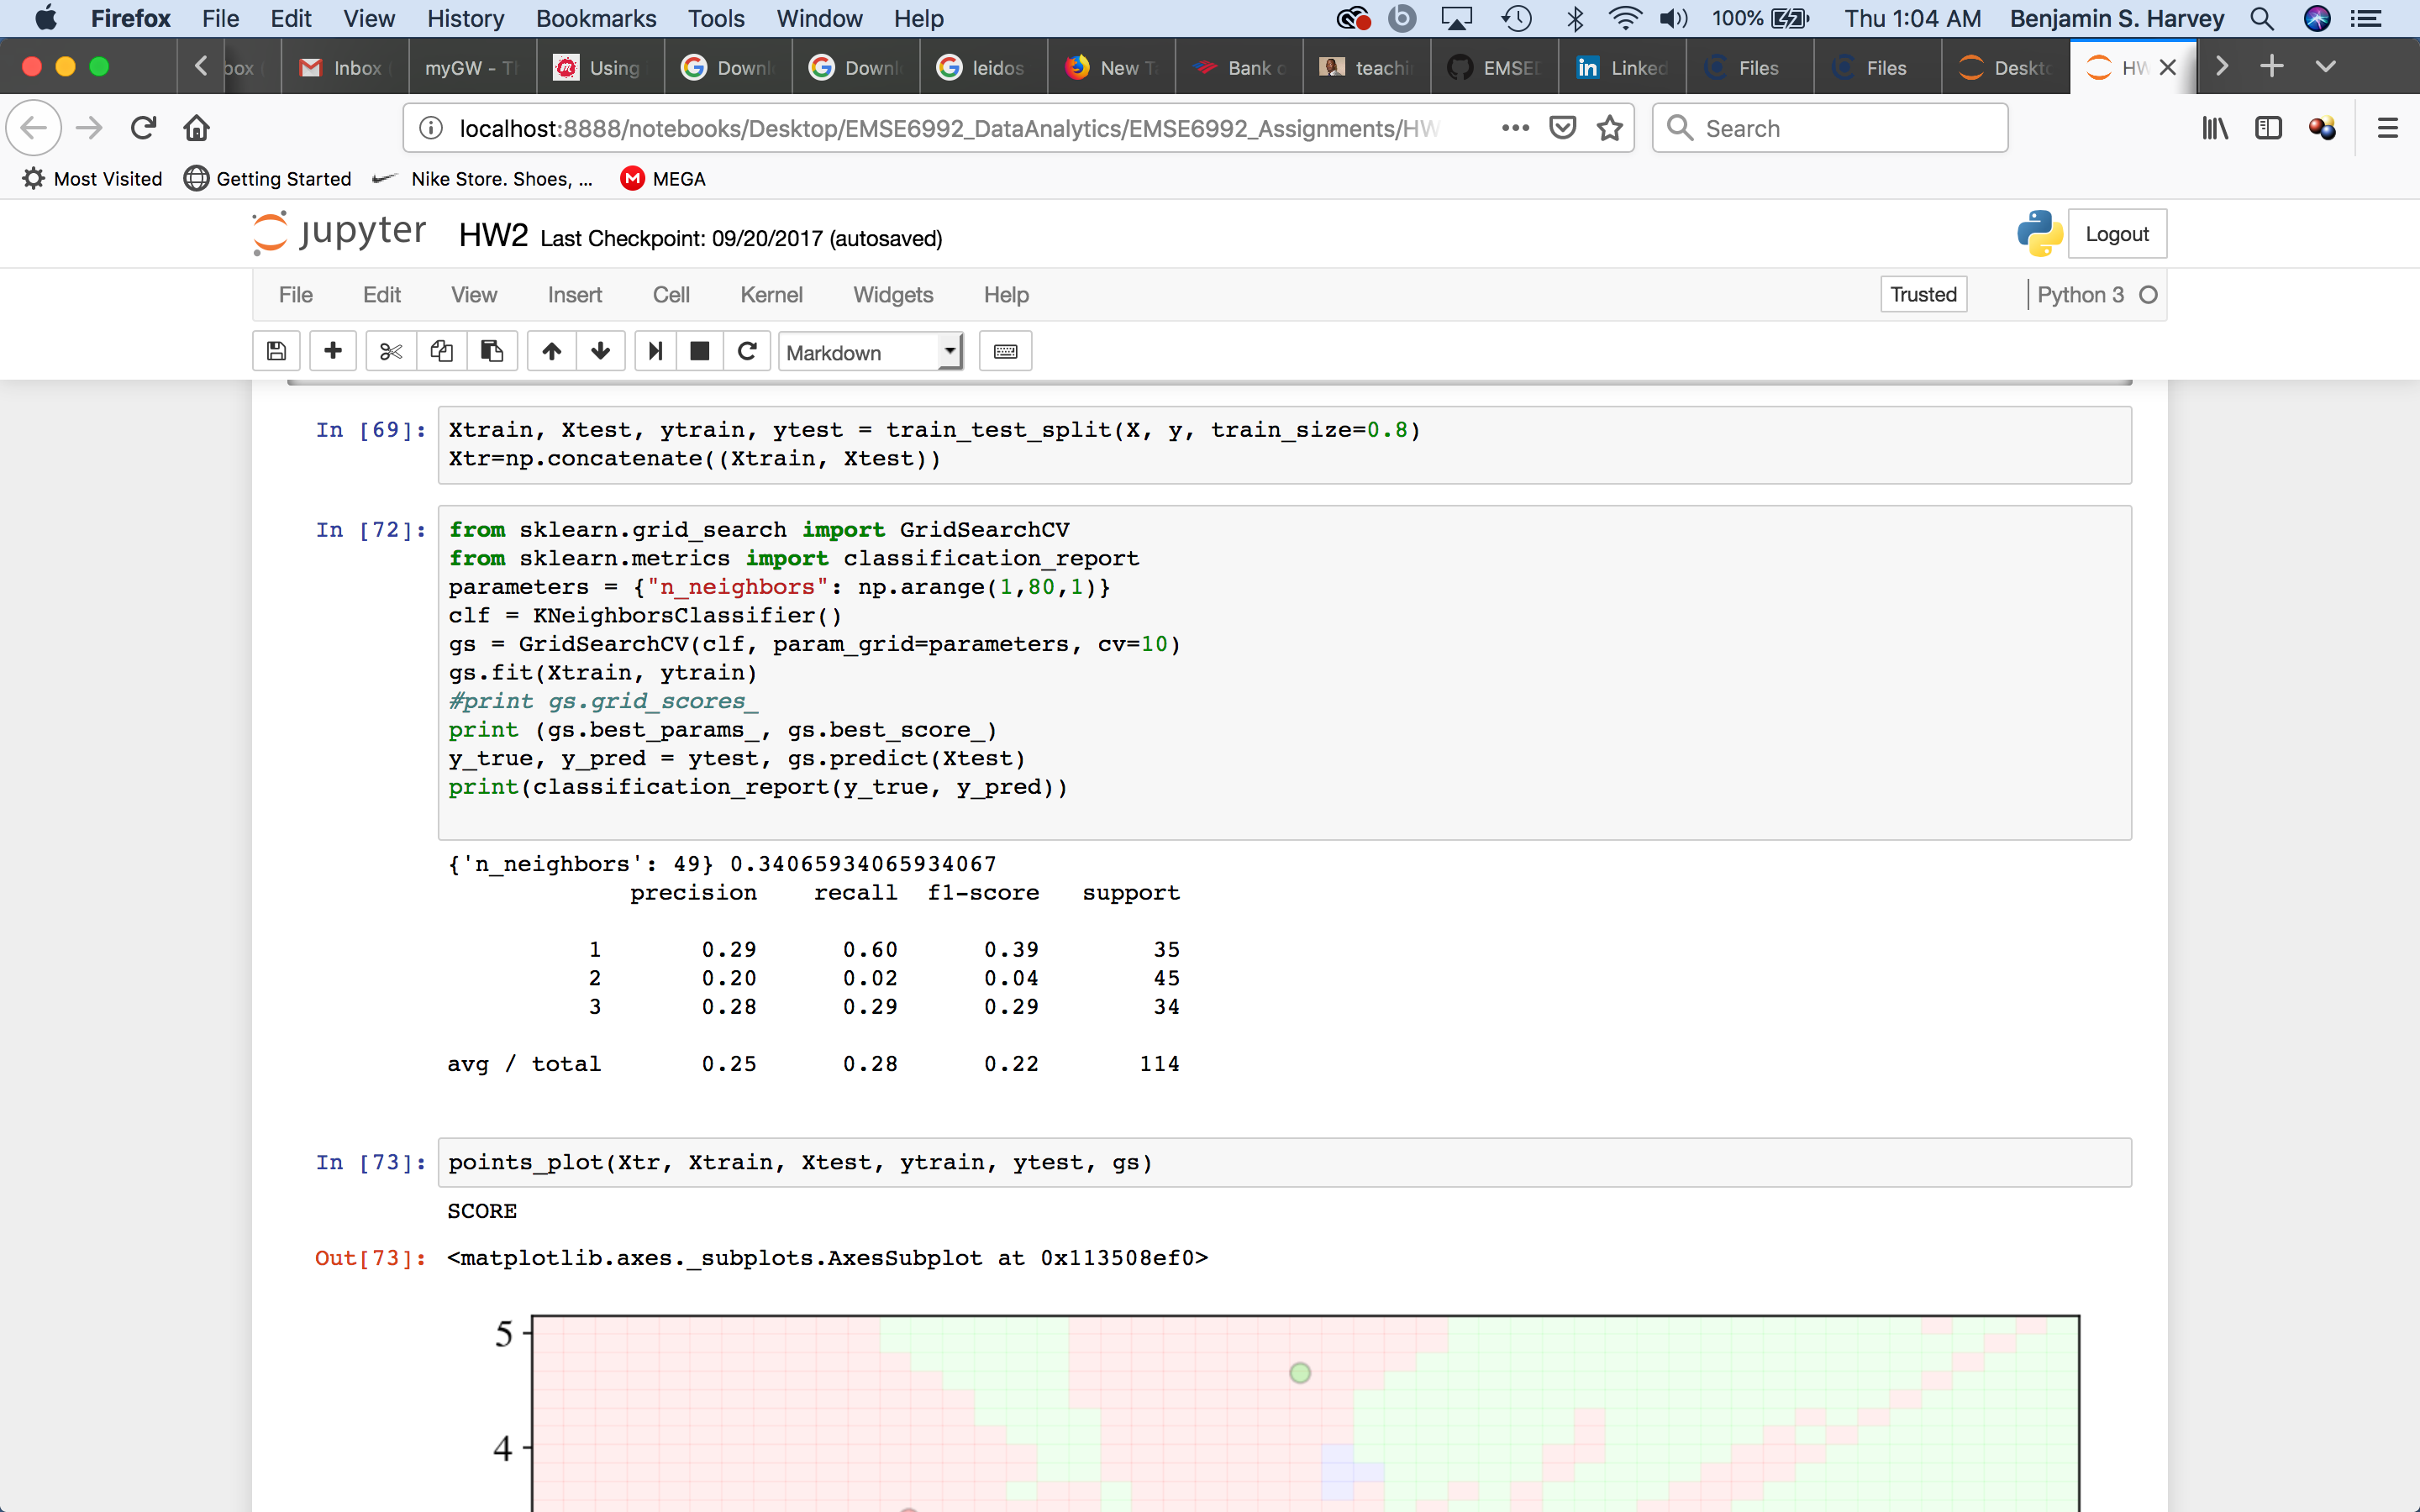 Firefox File Edit View History Bookmarks Tools Window Help 100% Thu 1:04 AM Benjamin S. Harvey
box Inbox myGW - Th Using Downl Downl leidos New T Bank o teachi EMSE Linked Files Files Deskto HW
localhost:8888/notebooks/Desktop/EMSE6992_DataAnalytics/EMSE6992_Assignments/HW Search
Most Visited Getting Started Nike Store. Shoes, ... MEGA
jupyter HW2 Last Checkpoint: 09/20/2017 (autosaved) Logout
File Edit View Insert Cell Kernel Widgets Help Trusted Python 3
Markdown
In [69]: Xtrain, Xtest, ytrain, ytest = train_test_split(X, y, train_size=0.8)
Xtr=np.concatenate((Xtrain, Xtest))
In [72]: from sklearn.grid_search import GridSearchCV
from sklearn.metrics import classification_report
parameters = {"n_neighbors": np.arange(1,80,1)}
clf = KNeighborsClassifier()
gs = GridSearchCV(clf, param_grid=parameters, cv=10)
gs.fit(Xtrain, ytrain)
#print gs.grid_scores_
print (gs.best_params_, gs.best_score_)
y_true, y_pred = ytest, gs.predict(Xtest)
print(classification_report(y_true, y_pred))
{'n_neighbors': 49} 0.34065934065934067
precision recall f1-score support
1 0.29 0.60 0.39 35
2 0.20 0.02 0.04 45
3 0.28 0.29 0.29 34
avg / total 0.25 0.28 0.22 114
In [73]: points_plot(Xtr, Xtrain, Xtest, ytrain, ytest, gs)
SCORE
Out[73]: <matplotlib.axes._subplots.AxesSubplot at 0x113508ef0>
5
4